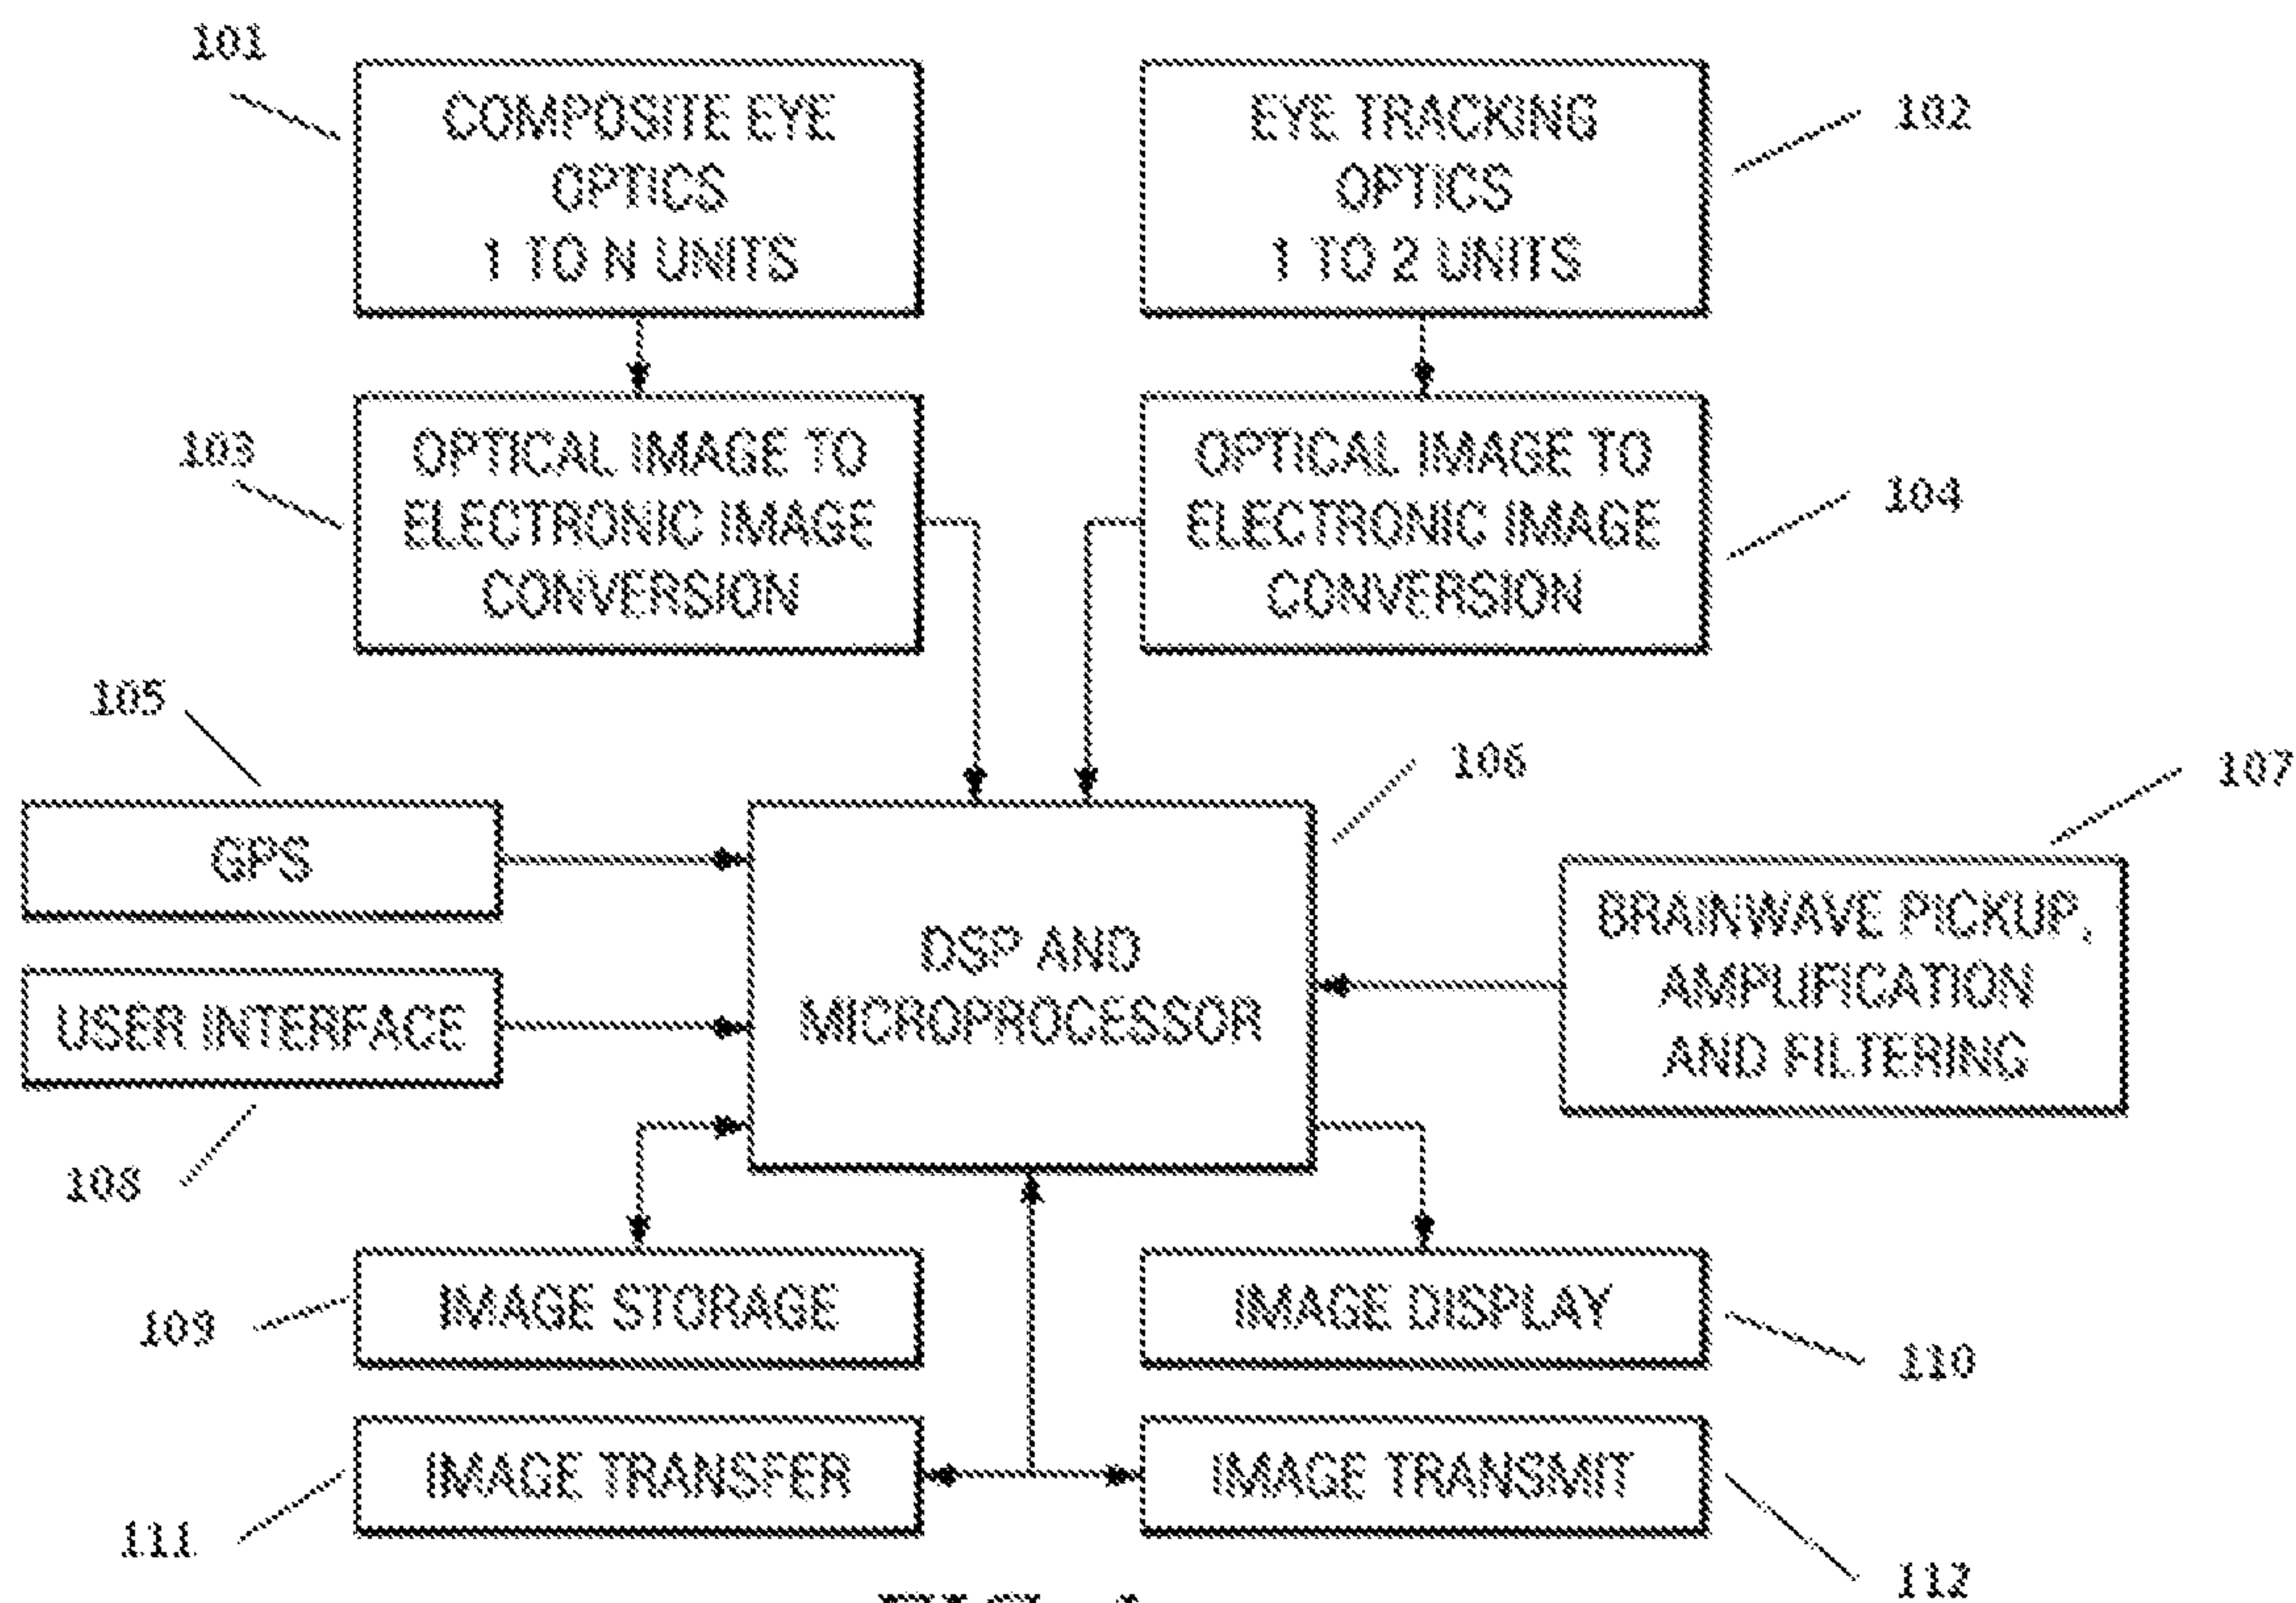 101
COMPOSITE EYE
OPTICS
1 TO N UNITS
EYE TRACKING
OPTICS
1 TO 2 UNITS
102
103
OPTICAL IMAGE TO
ELECTRONIC IMAGE
CONVERSION
OPTICAL IMAGE TO
ELECTRONIC IMAGE
CONVERSION
104
105
GPS
106
107
DSP AND
MICROPROCESSOR
BRAINWAVE PICKUP,
AMPLIFICATION
AND FILTERING
USER INTERFACE
108
109
IMAGE STORAGE
IMAGE DISPLAY
110
111
IMAGE TRANSFER
IMAGE TRANSMIT
112